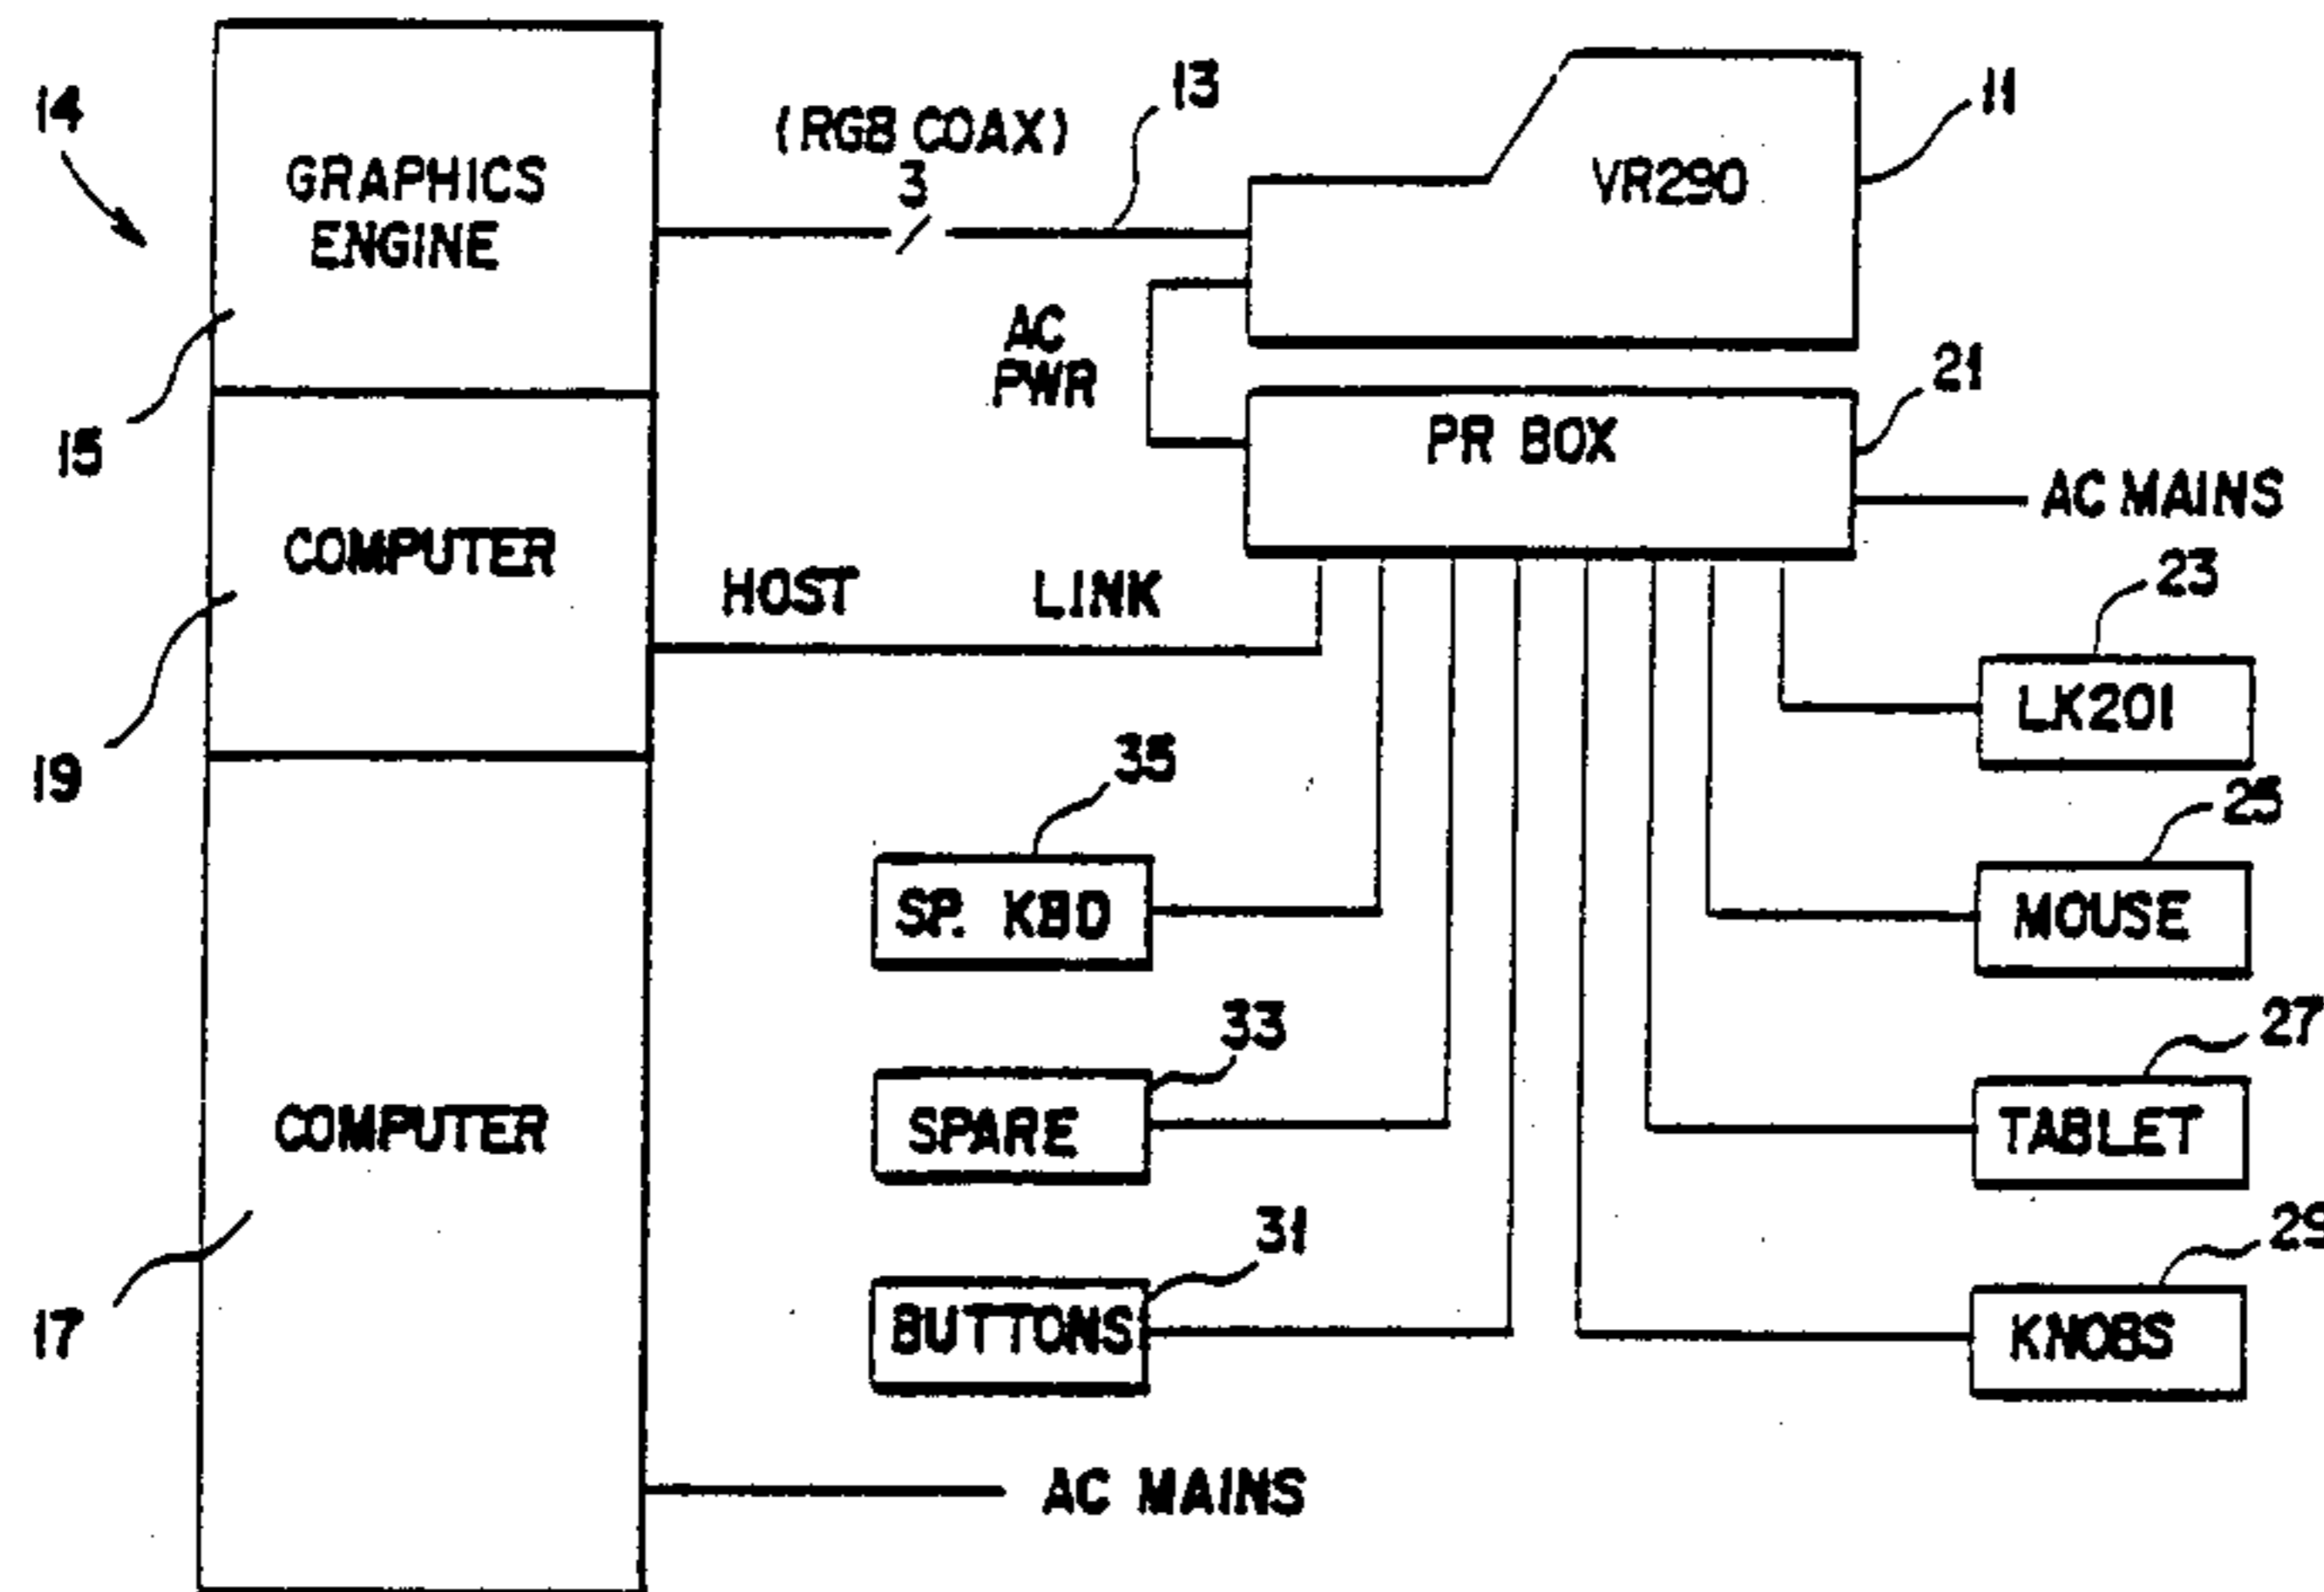 14
GRAPHICS
ENGINE
15
(RGB COAX)
3
13
VR290
11
AC
PWR
PR BOX
21
AC MAINS
COMPUTER
19
HOST LINK
LK201
23
SP. KBD
35
MOUSE
25
SPARE
33
TABLET
27
COMPUTER
17
BUTTONS
31
KNOBS
29
AC MAINS